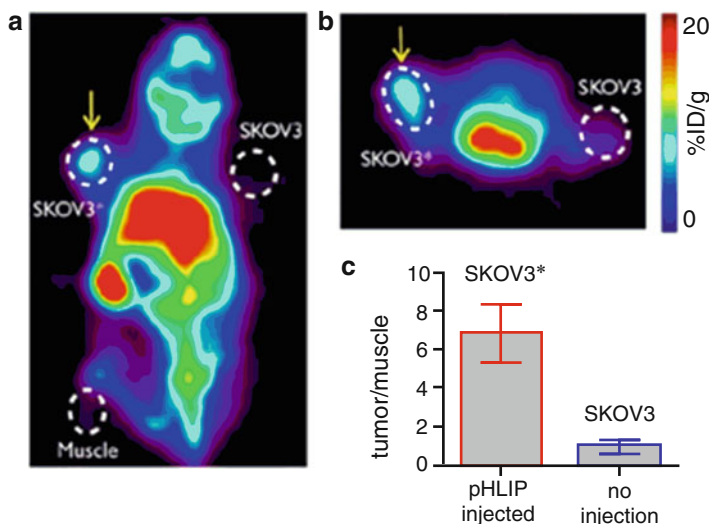 a
SKOV3
SKOV3*
Muscle
b
SKOV3
SKOV3*
20
%ID/g
0
c
10
8
6
4
2
0
tumor/muscle
SKOV3*
SKOV3
pHLIP
injected
no
injection